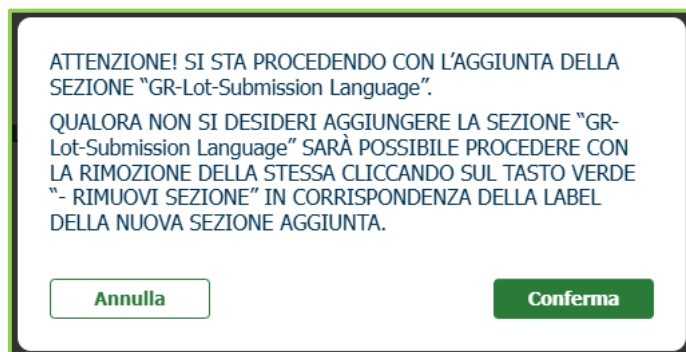 ATTENZIONE! SI STA PROCEDENDO CON L’AGGIUNTA DELLA
SEZIONE “GR-Lot-Submission Language”.
QUALORA NON SI DESIDERI AGGIUNGERE LA SEZIONE “GR-
Lot-Submission Language” SARÀ POSSIBILE PROCEDERE CON
LA RIMOZIONE DELLA STESSA CLICCANDO SUL TASTO VERDE
“- RIMUOVI SEZIONE” IN CORRISPONDENZA DELLA LABEL
DELLA NUOVA SEZIONE AGGIUNTA.
Annulla Conferma